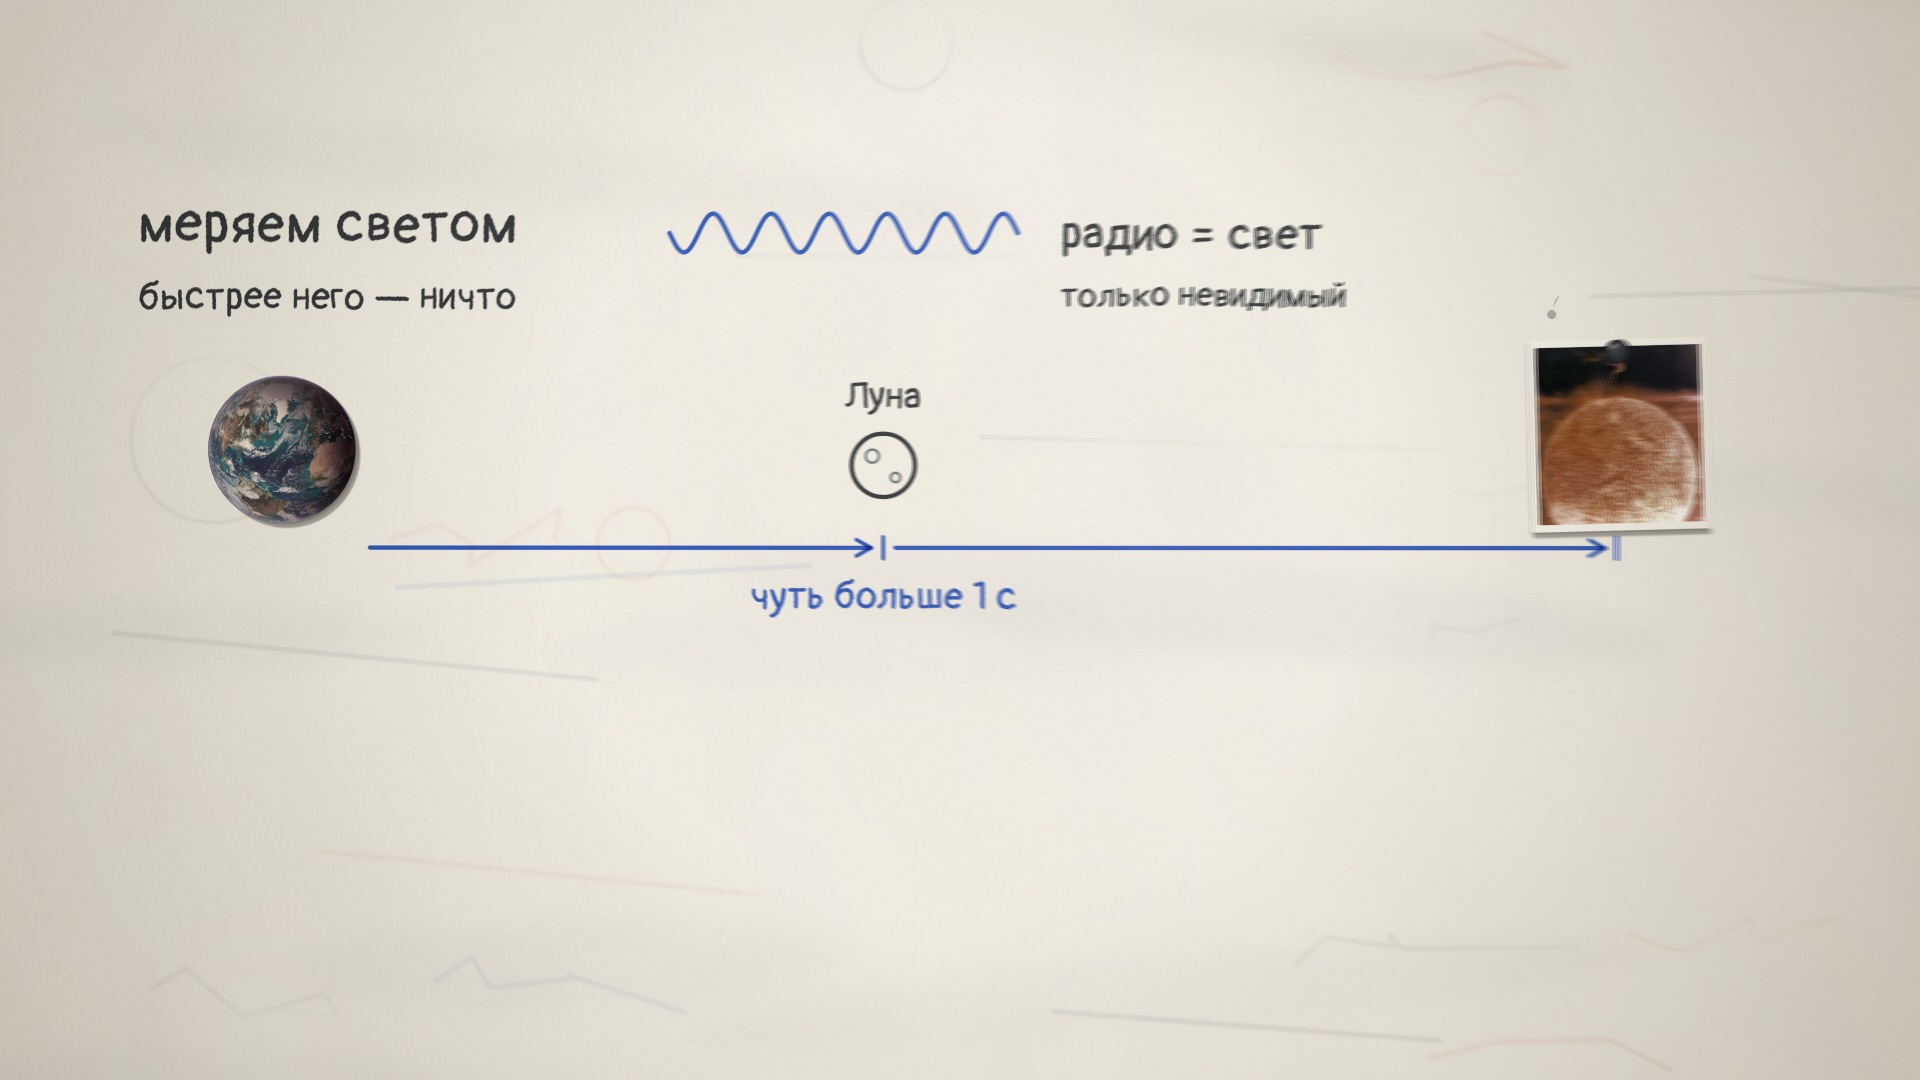 меряем светом
быстрее него — ничто
радио = свет
только невидимый
Луна
чуть больше 1 с